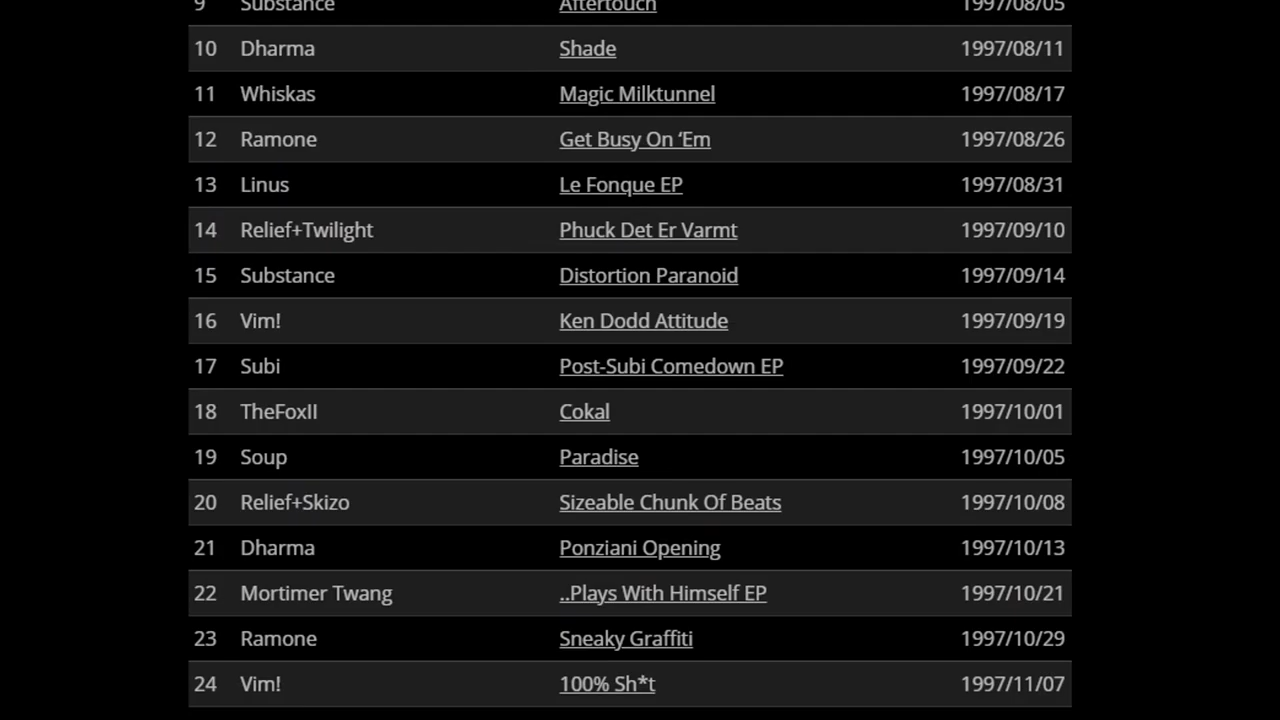 9 Substance Aftertouch 1997/08/05
10 Dharma Shade 1997/08/11
11 Whiskas Magic Milktunnel 1997/08/17
12 Ramone Get Busy On ‘Em 1997/08/26
13 Linus Le Fonque EP 1997/08/31
14 Relief+Twilight Phuck Det Er Varmt 1997/09/10
15 Substance Distortion Paranoid 1997/09/14
16 Vim! Ken Dodd Attitude 1997/09/19
17 Subi Post-Subi Comedown EP 1997/09/22
18 TheFoxII Cokal 1997/10/01
19 Soup Paradise 1997/10/05
20 Relief+Skizo Sizeable Chunk Of Beats 1997/10/08
21 Dharma Ponziani Opening 1997/10/13
22 Mortimer Twang ..Plays With Himself EP 1997/10/21
23 Ramone Sneaky Graffiti 1997/10/29
24 Vim! 100% Sh*t 1997/11/07